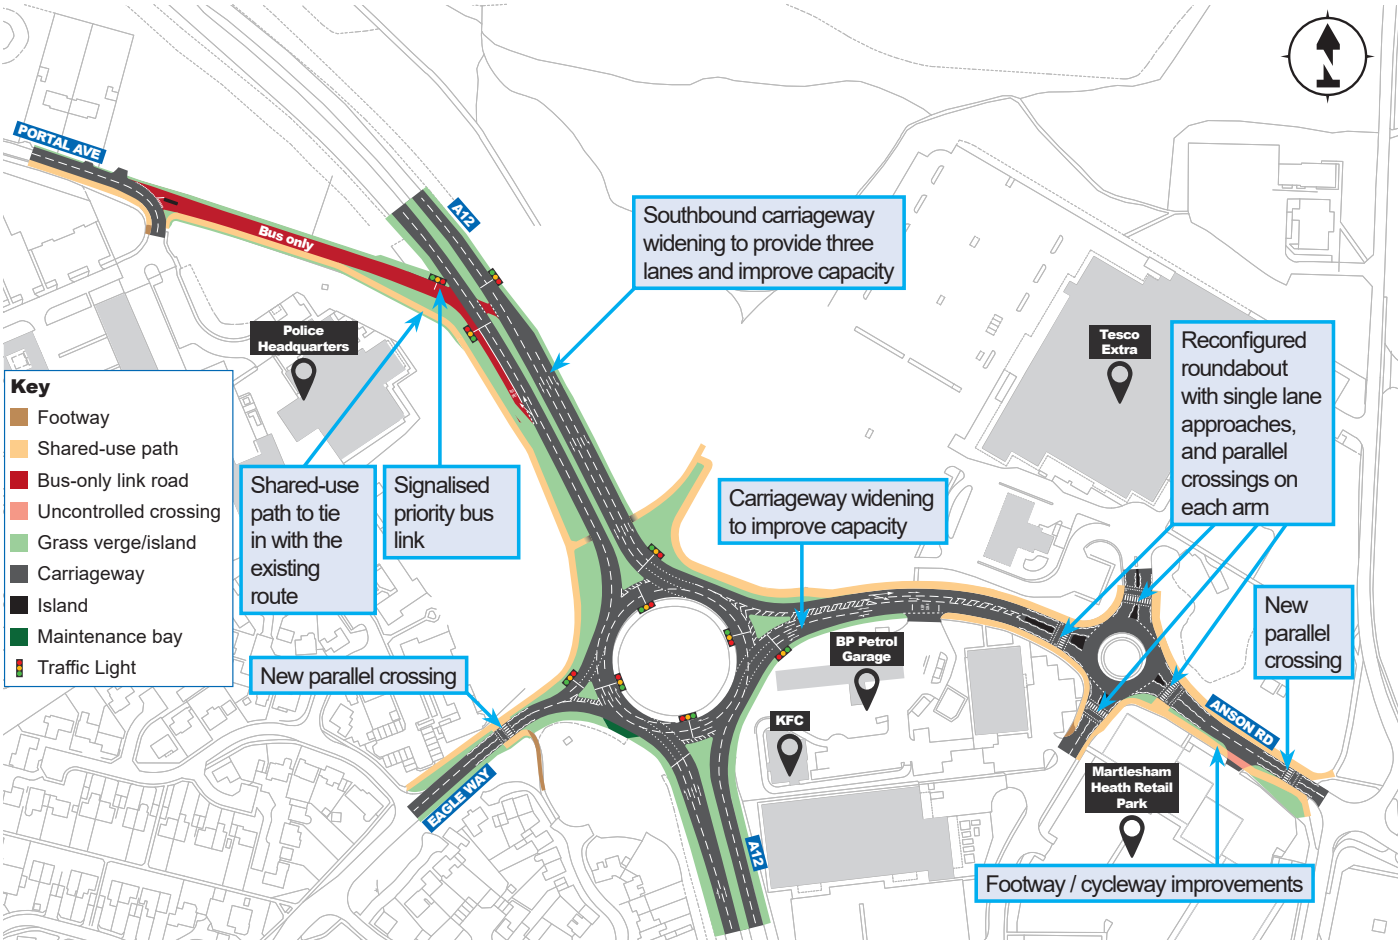 PORTAL AVE
A12
Bus only
Southbound carriageway
widening to provide three
lanes and improve capacity
Police
Headquarters
Tesco
Extra
Reconfigured
roundabout
with single lane
approaches,
and parallel
crossings on
each arm
Key
Footway
Shared-use path
Bus-only link road
Uncontrolled crossing
Grass verge/island
Carriageway
Island
Maintenance bay
Traffic Light
Shared-use
path to tie
in with the
existing
route
Signalised
priority bus
link
Carriageway widening
to improve capacity
New
parallel
crossing
BP Petrol
Garage
New parallel crossing
KFC
ANSON RD
EAGLE WAY
Martlesham
Heath Retail
Park
A12
Footway / cycleway improvements